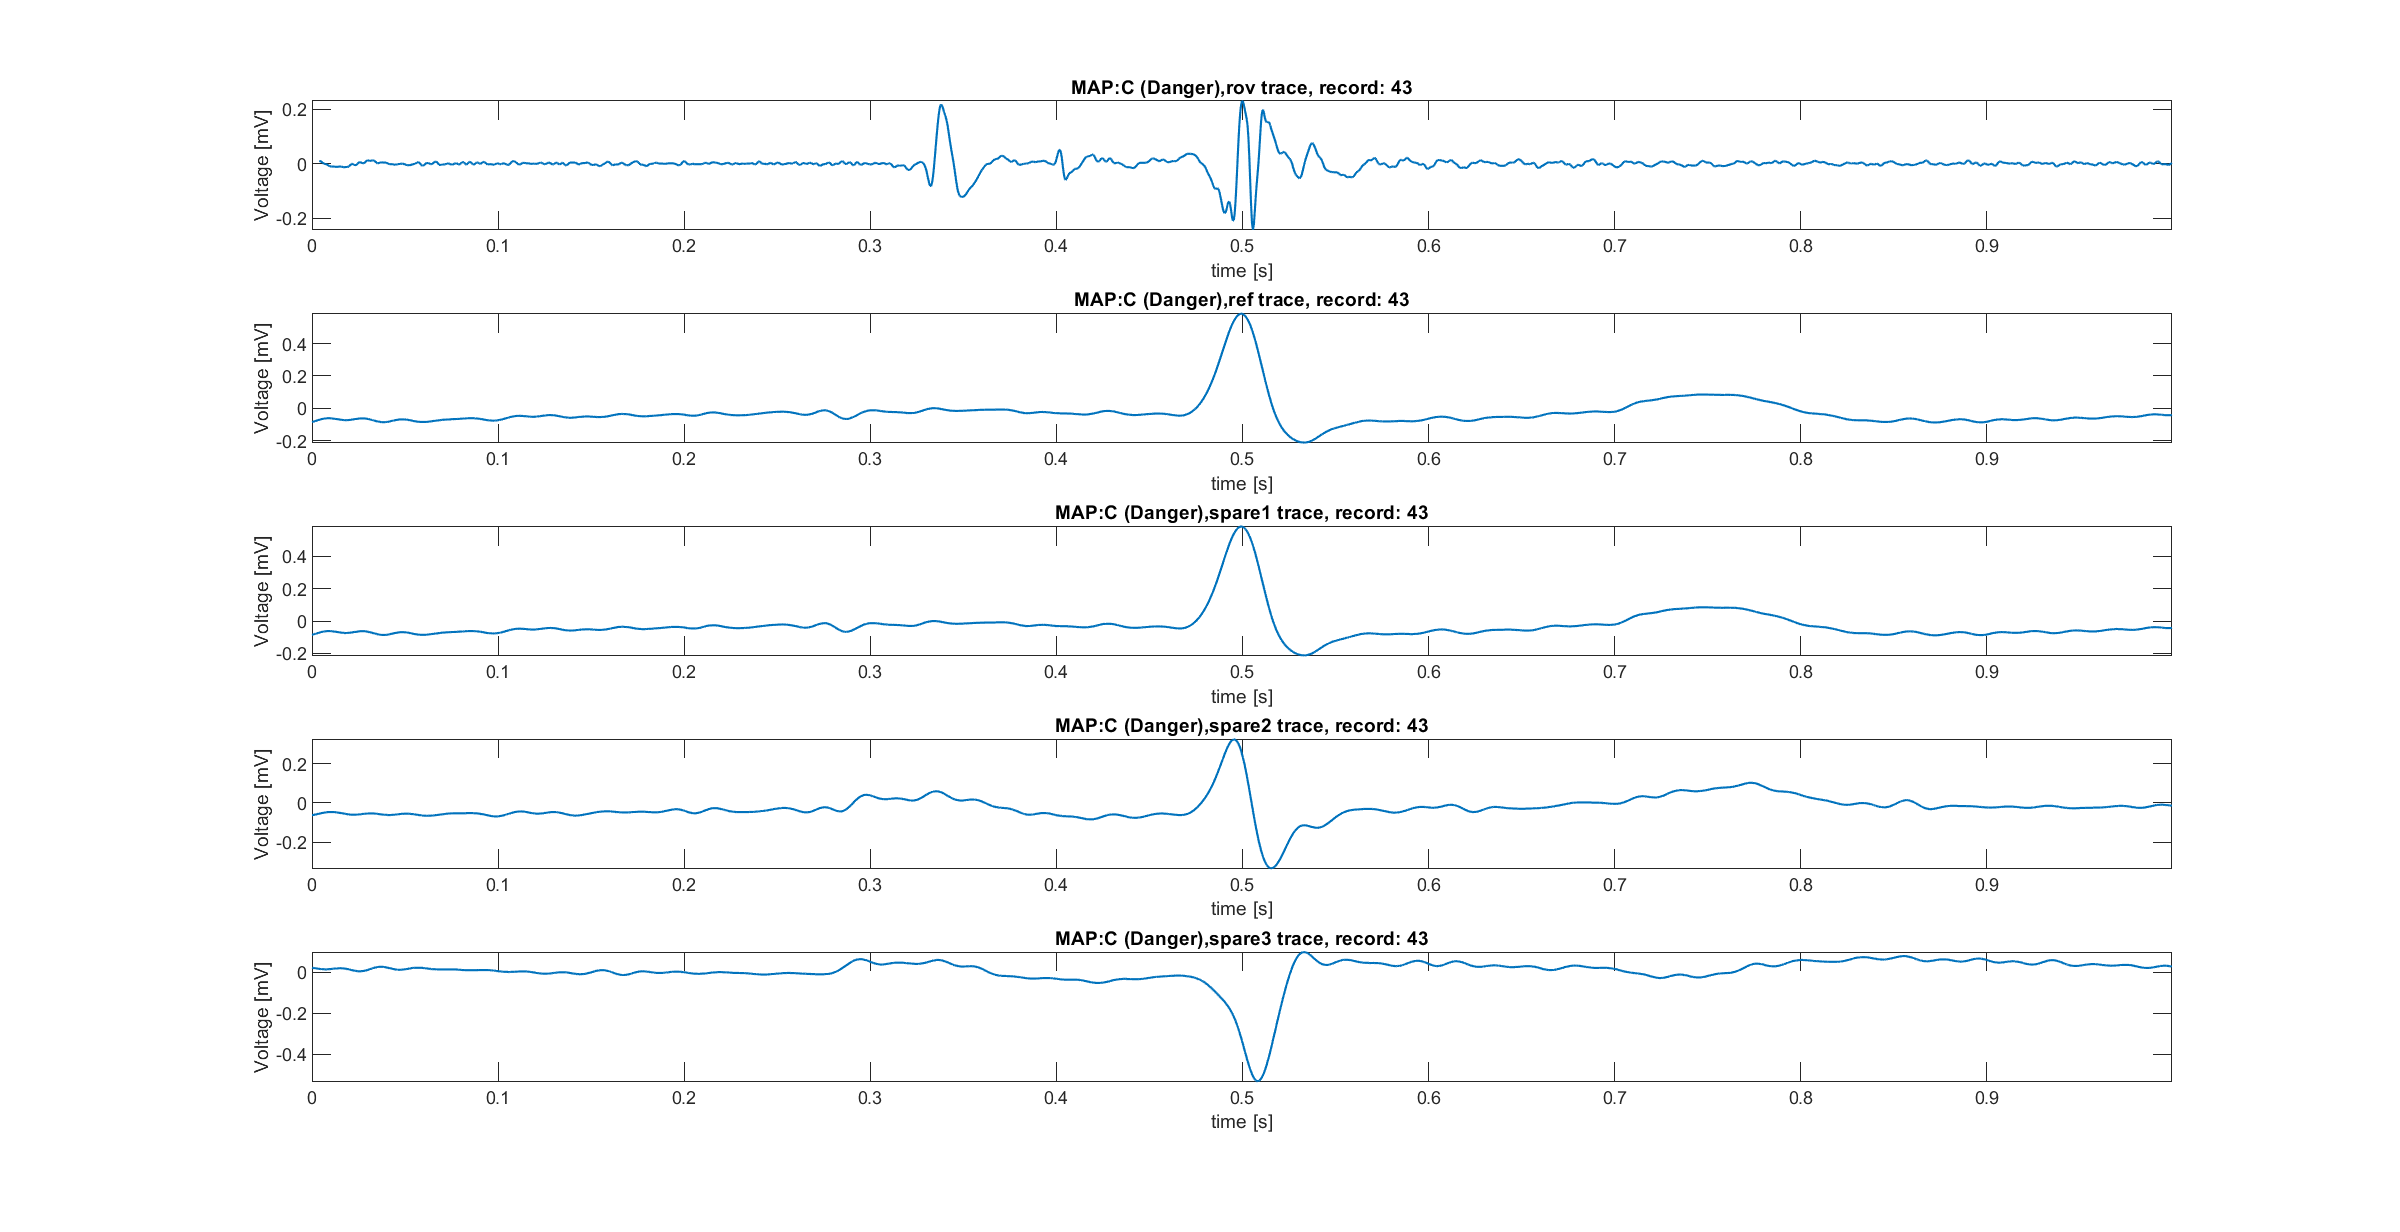 MAP:C (Danger),rov trace, record: 43
Voltage [mV]
0.2
0
-0.2
0 0.1 0.2 0.3 0.4 0.5 0.6 0.7 0.8 0.9
time [s]
MAP:C (Danger),ref trace, record: 43
Voltage [mV]
0.4
0.2
0
-0.2
0 0.1 0.2 0.3 0.4 0.5 0.6 0.7 0.8 0.9
time [s]
MAP:C (Danger),spare1 trace, record: 43
Voltage [mV]
0.4
0.2
0
-0.2
0 0.1 0.2 0.3 0.4 0.5 0.6 0.7 0.8 0.9
time [s]
MAP:C (Danger),spare2 trace, record: 43
Voltage [mV]
0.2
0
-0.2
0 0.1 0.2 0.3 0.4 0.5 0.6 0.7 0.8 0.9
time [s]
MAP:C (Danger),spare3 trace, record: 43
Voltage [mV]
0
-0.2
-0.4
0 0.1 0.2 0.3 0.4 0.5 0.6 0.7 0.8 0.9
time [s]